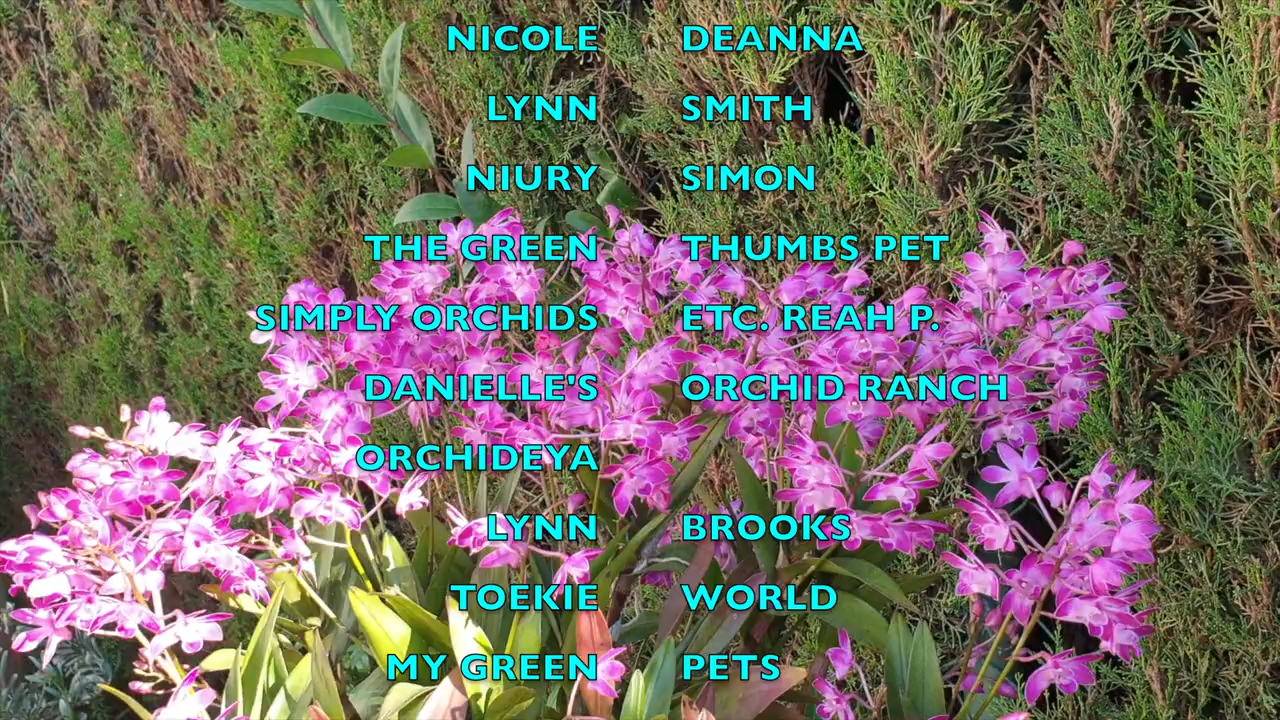 NICOLE DEANNA
LYNN SMITH
NIURY SIMON
THE GREEN THUMBS PET
SIMPLY ORCHIDS ETC. REAH P.
DANIELLE'S ORCHID RANCH
ORCHIDEYA
LYNN BROOKS
TOEKIE WORLD
MY GREEN PETS